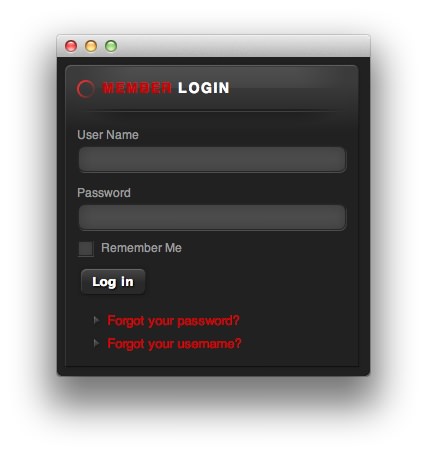 MEMBER LOGIN
User Name
Password
Remember Me
Log in
Forgot your password?
Forgot your username?